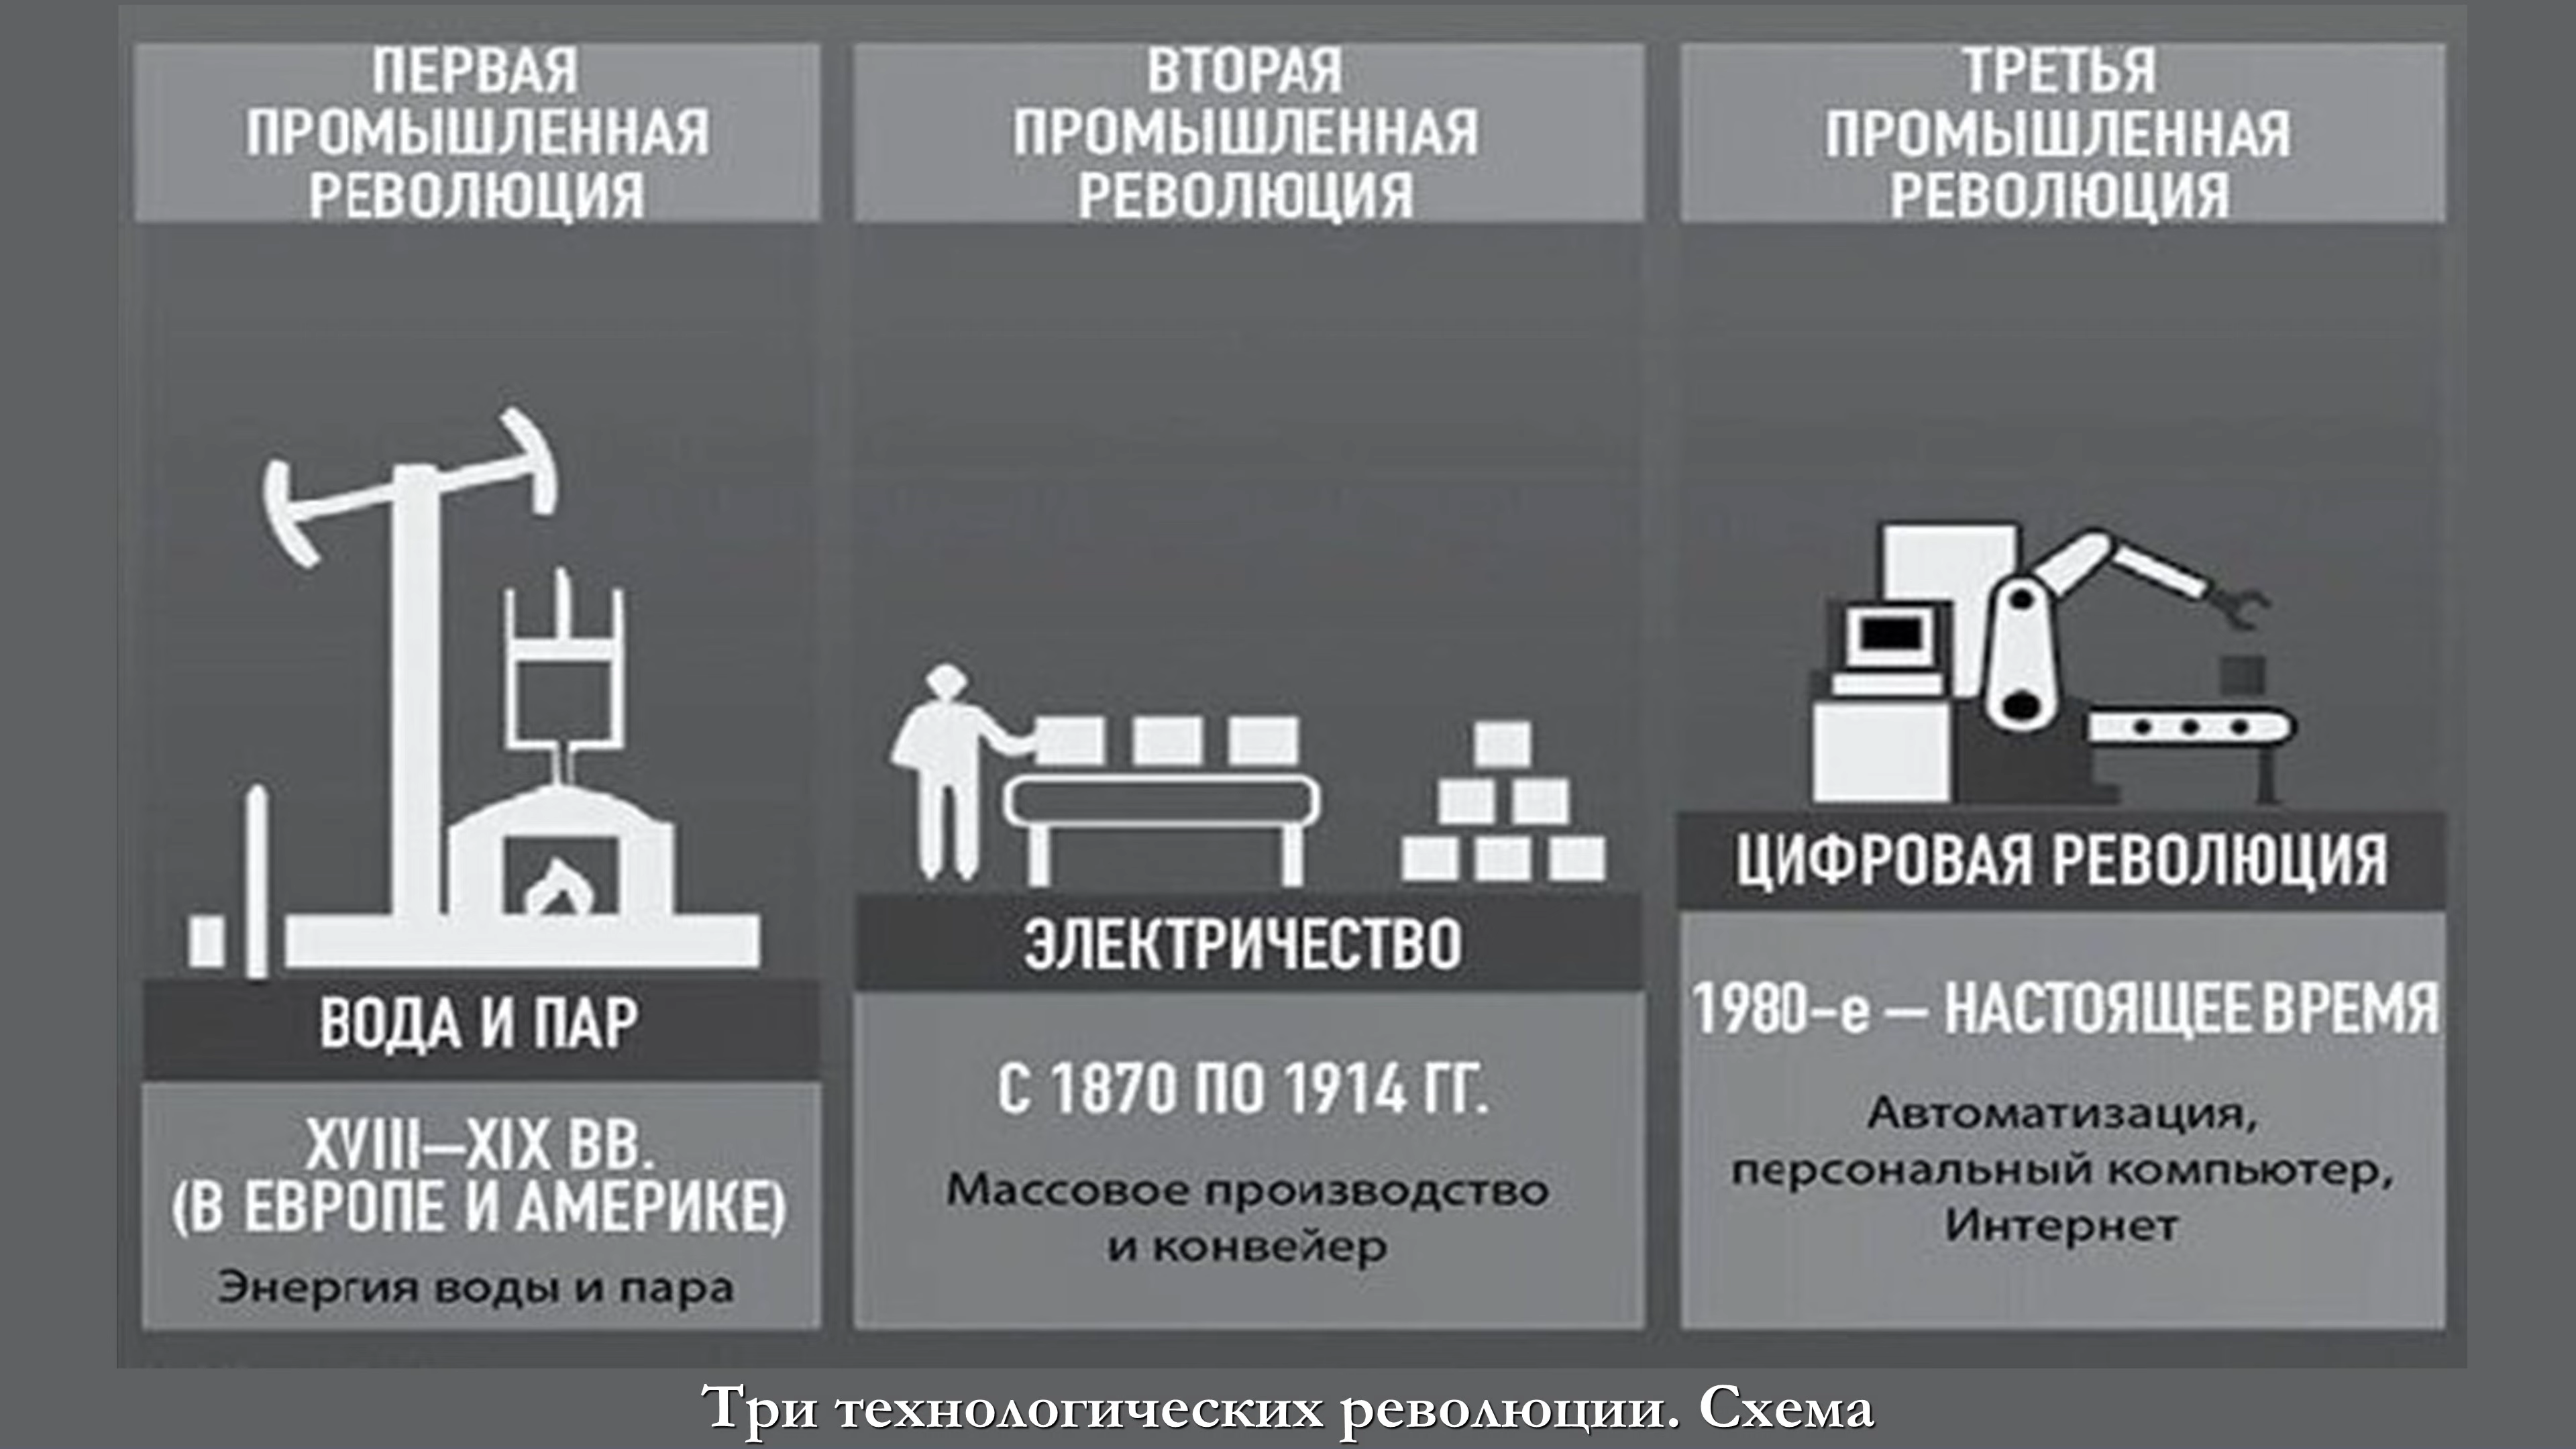 ПЕРВАЯ
ПРОМЫШЛЕННАЯ
РЕВОЛЮЦИЯ
ВОДА И ПАР
XVIII—XIX ВВ.
(В ЕВРОПЕ И АМЕРИКЕ)
Энергия воды и пара
ВТОРАЯ
ПРОМЫШЛЕННАЯ
РЕВОЛЮЦИЯ
ЭЛЕКТРИЧЕСТВО
С 1870 ПО 1914 ГГ.
Массовое производство
и конвейер
ТРЕТЬЯ
ПРОМЫШЛЕННАЯ
РЕВОЛЮЦИЯ
ЦИФРОВАЯ РЕВОЛЮЦИЯ
1980-е — НАСТОЯЩЕЕ ВРЕМЯ
Автоматизация,
персональный компьютер,
Интернет
Три технологических революции. Схема